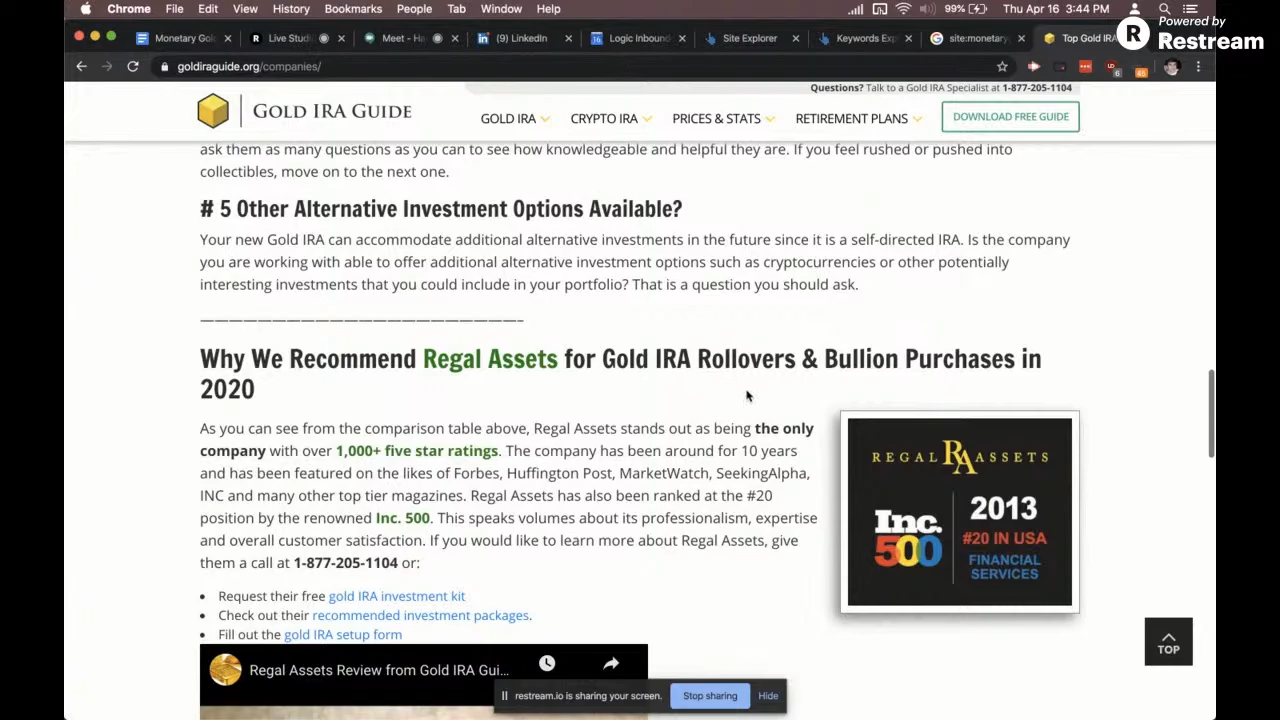 Chrome File Edit View History Bookmarks People Tab Window Help 99% Thu Apr 16 3:44 PM
Powered by
Restream
Monetary Gol
Live Studi
Meet - Ha
(9) LinkedIn
Logic Inbound
Site Explorer
Keywords Exp
site:monetary
Top Gold IRA
goldiraguide.org/companies/
Questions? Talk to a Gold IRA Specialist at 1-877-205-1104
GOLD IRA GUIDE
GOLD IRA CRYPTO IRA PRICES & STATS RETIREMENT PLANS DOWNLOAD FREE GUIDE
ask them as many questions as you can to see how knowledgeable and helpful they are. If you feel rushed or pushed into
collectibles, move on to the next one.
# 5 Other Alternative Investment Options Available?
Your new Gold IRA can accommodate additional alternative investments in the future since it is a self-directed IRA. Is the company
you are working with able to offer additional alternative investment options such as cryptocurrencies or other potentially
interesting investments that you could include in your portfolio? That is a question you should ask.
———————————————————————–
Why We Recommend Regal Assets for Gold IRA Rollovers & Bullion Purchases in
2020
As you can see from the comparison table above, Regal Assets stands out as being the only
company with over 1,000+ five star ratings. The company has been around for 10 years
and has been featured on the likes of Forbes, Huffington Post, MarketWatch, SeekingAlpha,
INC and many other top tier magazines. Regal Assets has also been ranked at the #20
position by the renowned Inc. 500. This speaks volumes about its professionalism, expertise
and overall customer satisfaction. If you would like to learn more about Regal Assets, give
them a call at 1-877-205-1104 or:
REGAL RA ASSETS
Inc. 500
2013
#20 IN USA
FINANCIAL
SERVICES
• Request their free gold IRA investment kit
• Check out their recommended investment packages.
• Fill out the gold IRA setup form
TOP
Regal Assets Review from Gold IRA Gui...
restream.io is sharing your screen. Stop sharing Hide